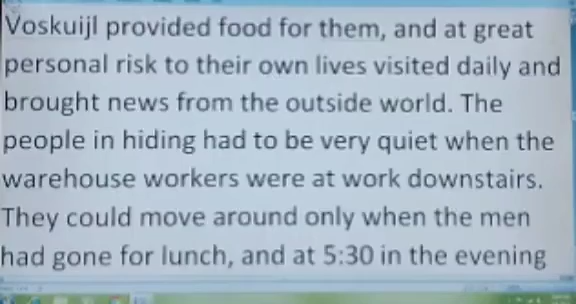 Voskuijl provided food for them, and at great
personal risk to their own lives visited daily and
brought news from the outside world. The
people in hiding had to be very quiet when the
warehouse workers were at work downstairs.
They could move around only when the men
had gone for lunch, and at 5:30 in the evening